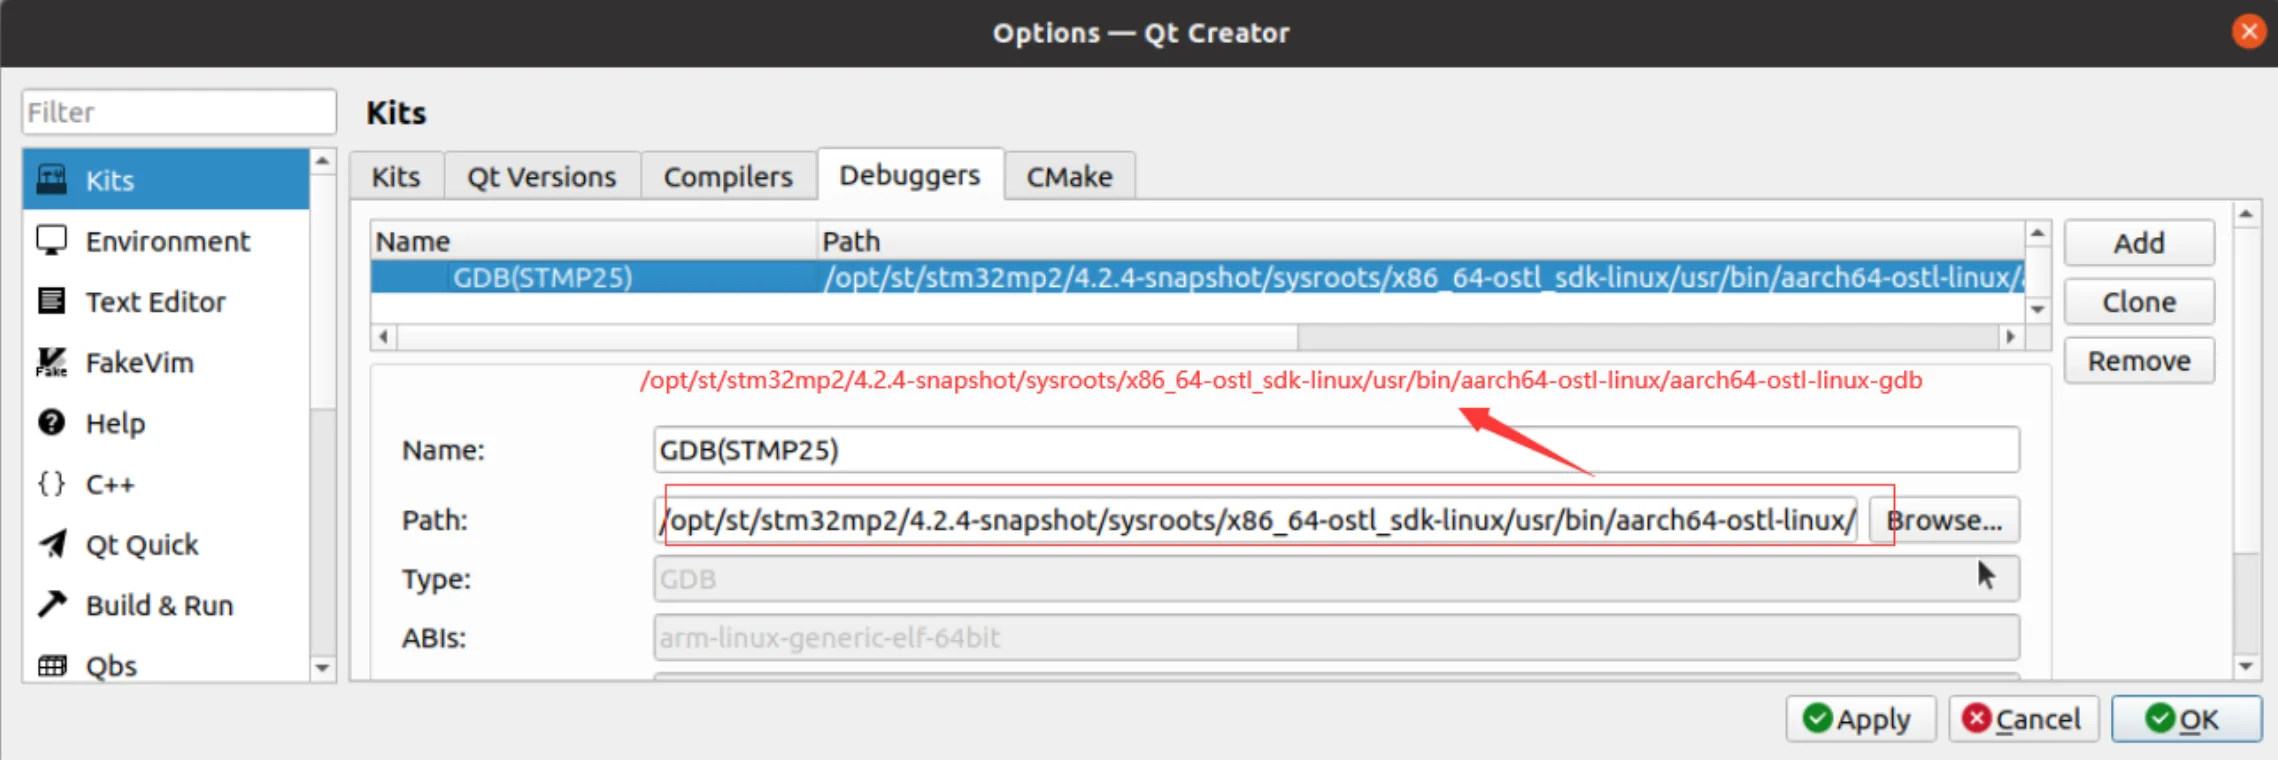 Options — Qt Creator
Filter
Kits
Kits
Environment
Text Editor
FakeVim
Help
C++
Qt Quick
Build & Run
Qbs
Kits
Qt Versions
Compilers
Debuggers
CMake
Name
Path
GDB(STMP25)
/opt/st/stm32mp2/4.2.4-snapshot/sysroots/x86_64-ostl_sdk-linux/usr/bin/aarch64-ostl-linux/
Add
Clone
Remove
/opt/st/stm32mp2/4.2.4-snapshot/sysroots/x86_64-ostl_sdk-linux/usr/bin/aarch64-ostl-linux/aarch64-ostl-linux-gdb
Name:
GDB(STMP25)
Path:
/opt/st/stm32mp2/4.2.4-snapshot/sysroots/x86_64-ostl_sdk-linux/usr/bin/aarch64-ostl-linux/
Browse...
Type:
GDB
ABIs:
arm-linux-generic-elf-64bit
Apply
Cancel
OK